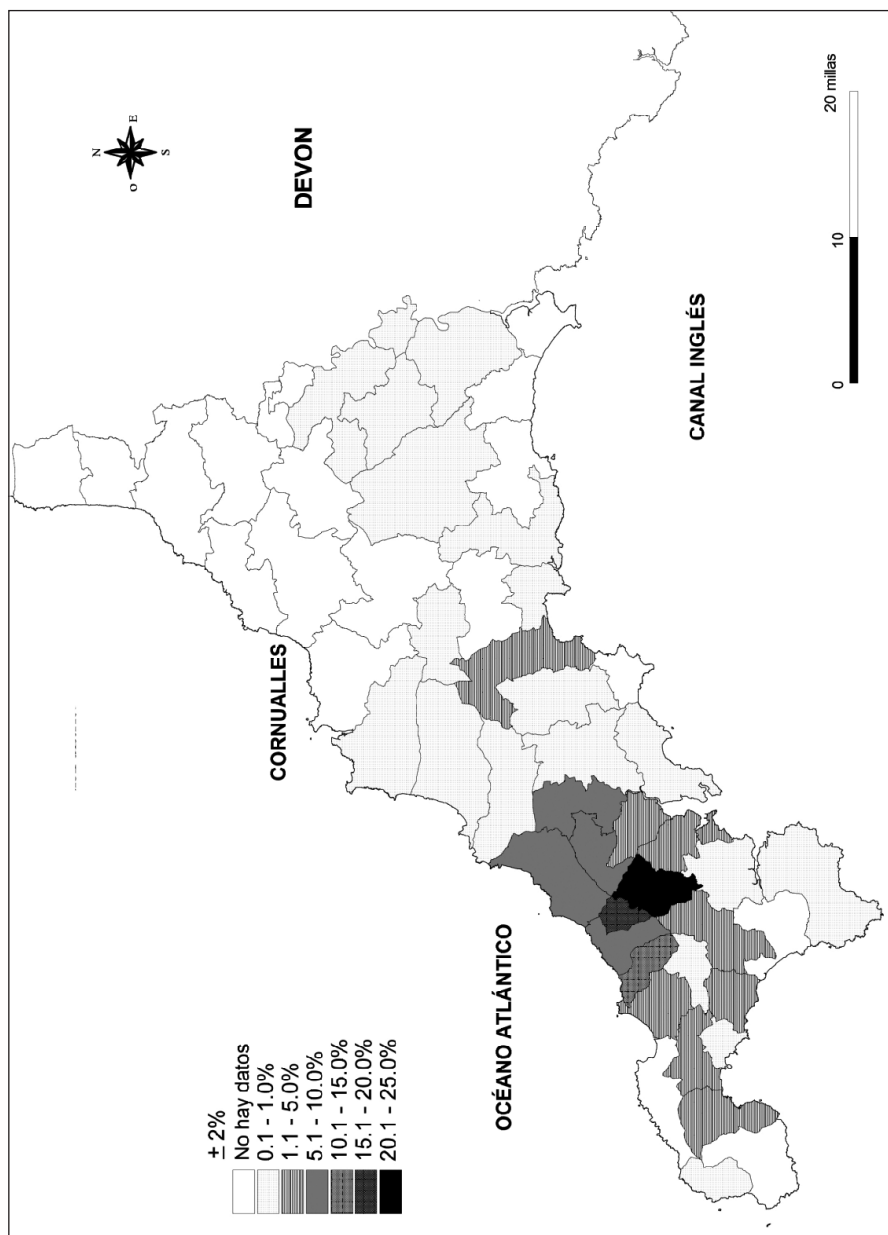 N
O
E
S
DEVON
CORNUALLES
OCÉANO ATLÁNTICO
CANAL INGLÉS
± 2%
No hay datos
0.1 - 1.0%
1.1 - 5.0%
5.1 - 10.0%
10.1 - 15.0%
15.1 - 20.0%
20.1 - 25.0%
0 10 20 millas